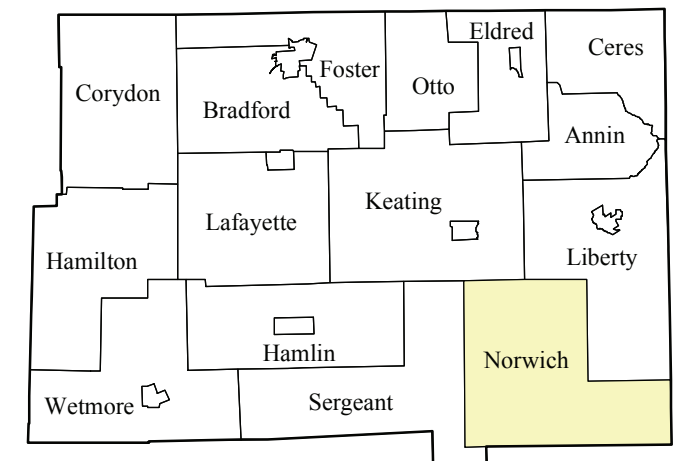 Eldred
Ceres
Foster
Otto
Corydon
Bradford
Annin
Keating
Lafayette
Liberty
Hamilton
Hamlin
Norwich
Wetmore
Sergeant